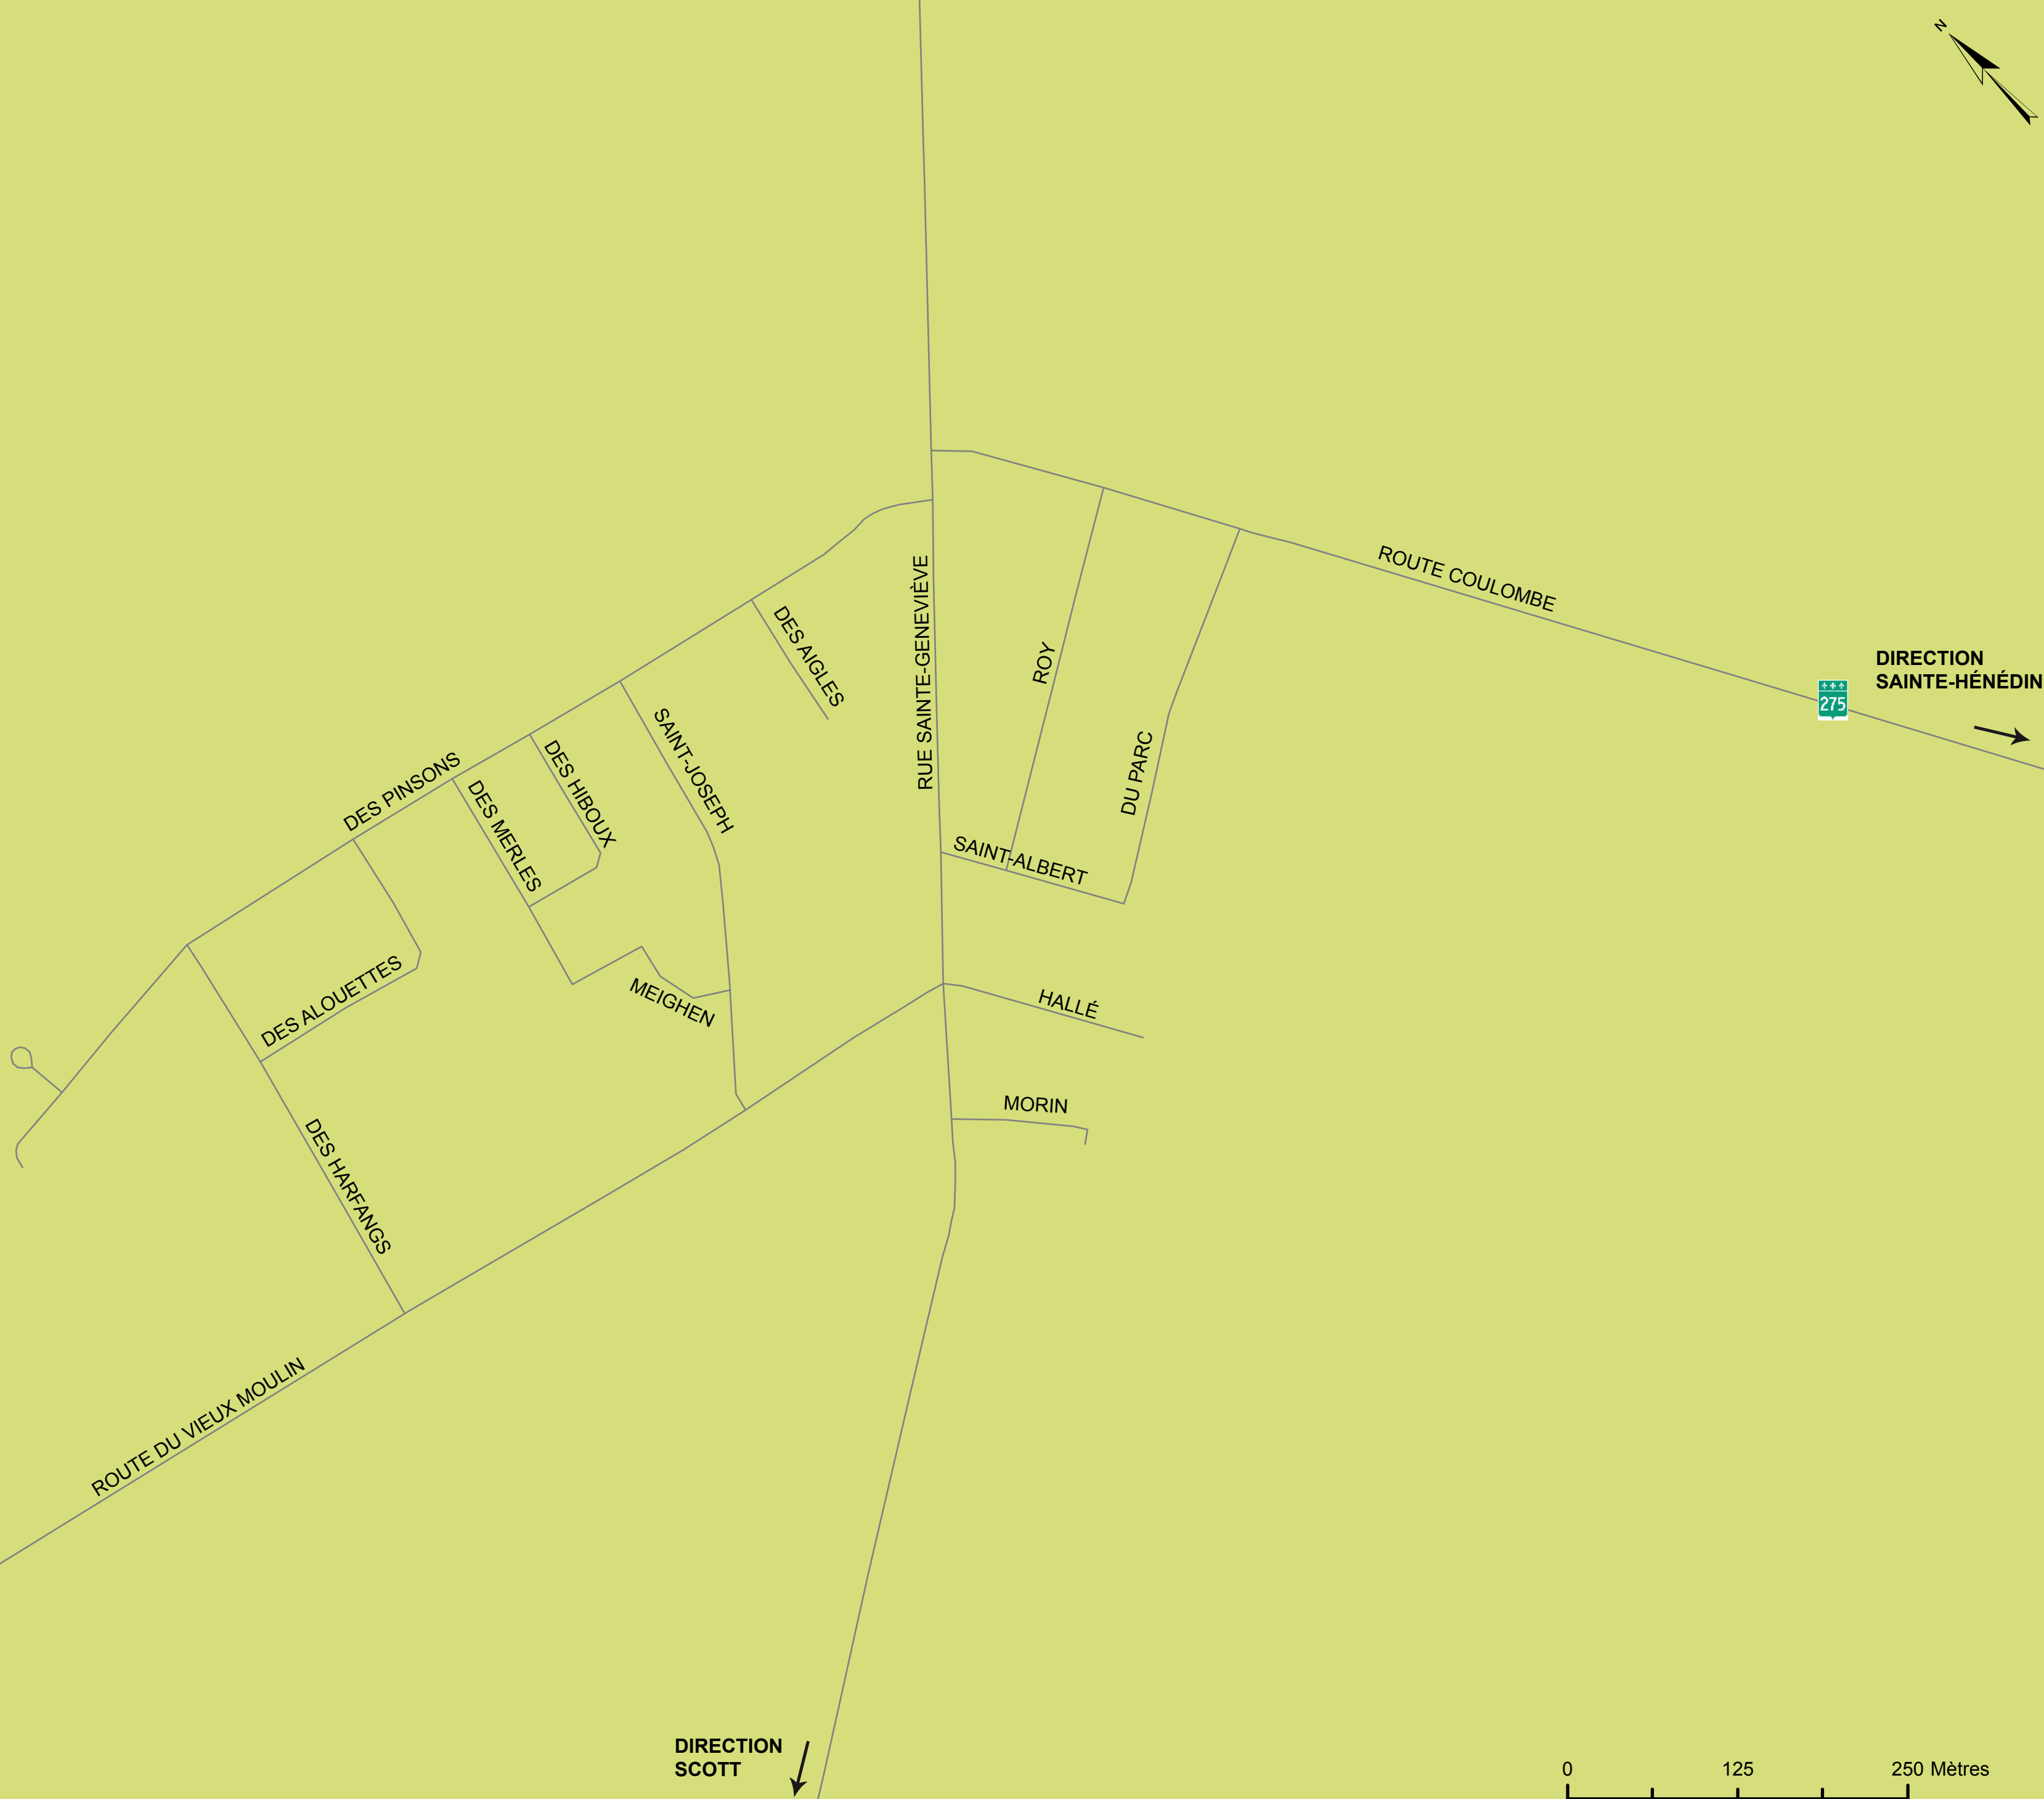 N
ROUTE COULOMBE
RUE SAINTE-GENEVIÈVE
DES AIGLES
ROY
DIRECTION
SAINTE-HÉNÉDIN
275
SAINT-JOSEPH
DU PARC
DES HIBOUX
DES PINSONS
DES MERLES
SAINT-ALBERT
DES ALOUETTES
MEIGHEN
HALLÉ
MORIN
DES HARFANGS
ROUTE DU VIEUX MOULIN
DIRECTION
SCOTT
0 125 250 Mètres